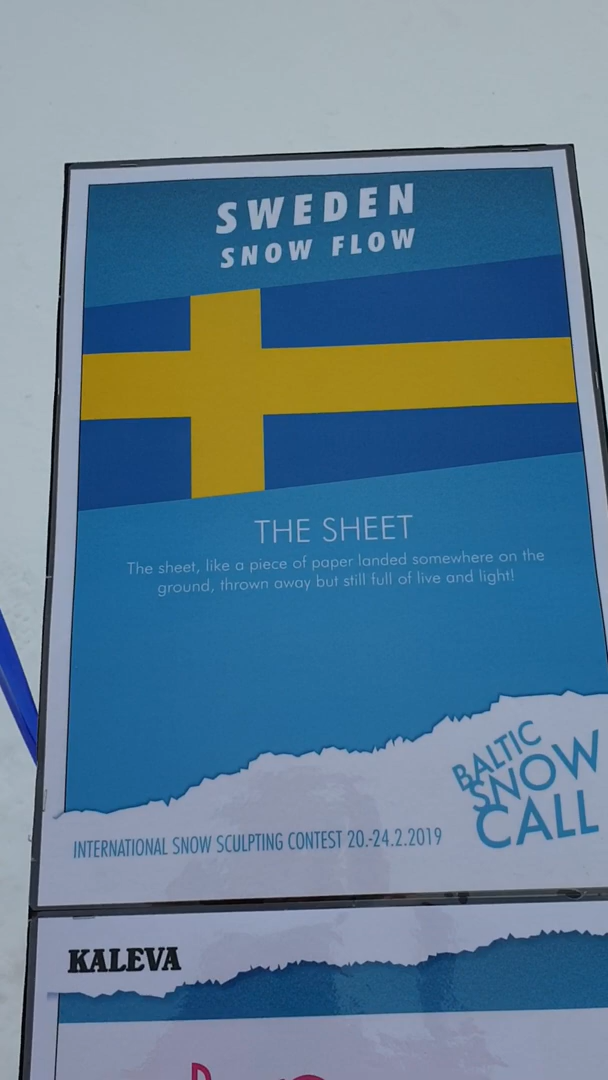 SWEDEN
SNOW FLOW
THE SHEET
The sheet, like a piece of paper landed somewhere on the
ground, thrown away but still full of live and light!
BALTIC
SNOW
CALL
INTERNATIONAL SNOW SCULPTING CONTEST 20.-24.2.2019
KALEVA